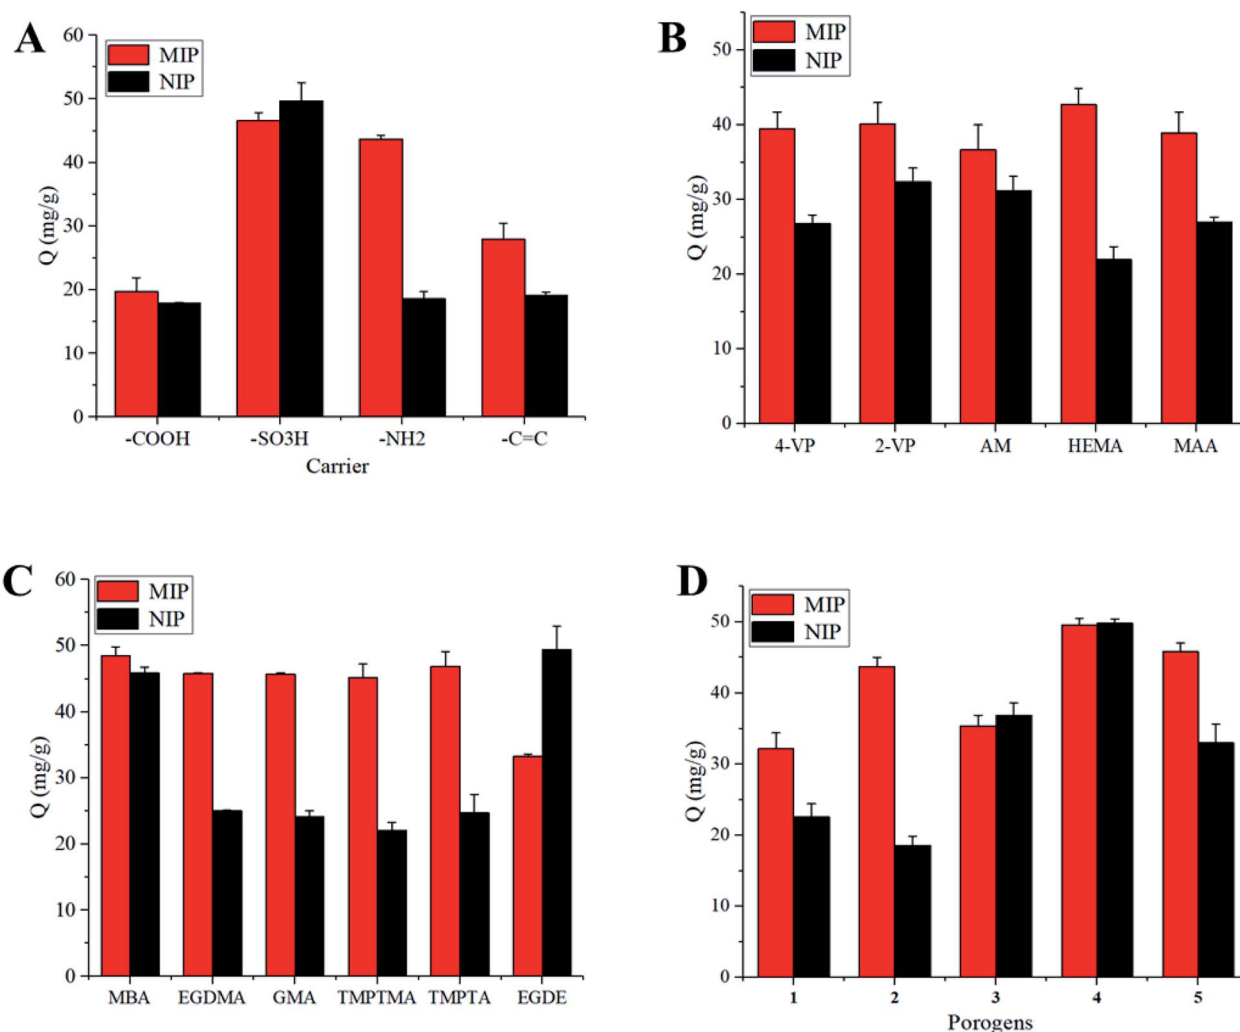 A
60
50
40
30
20
10
0
Q (mg/g)
MIP
NIP
-COOH -SO3H -NH2 -C=C
Carrier
B
50
40
30
20
10
0
Q (mg/g)
MIP
NIP
4-VP 2-VP AM HEMA MAA
C
60
50
40
30
20
10
0
Q (mg/g)
MIP
NIP
MBA EGDMA GMA TMPTMA TMPTA EGDE
D
50
40
30
20
10
0
Q (mg/g)
MIP
NIP
1 2 3 4 5
Porogens